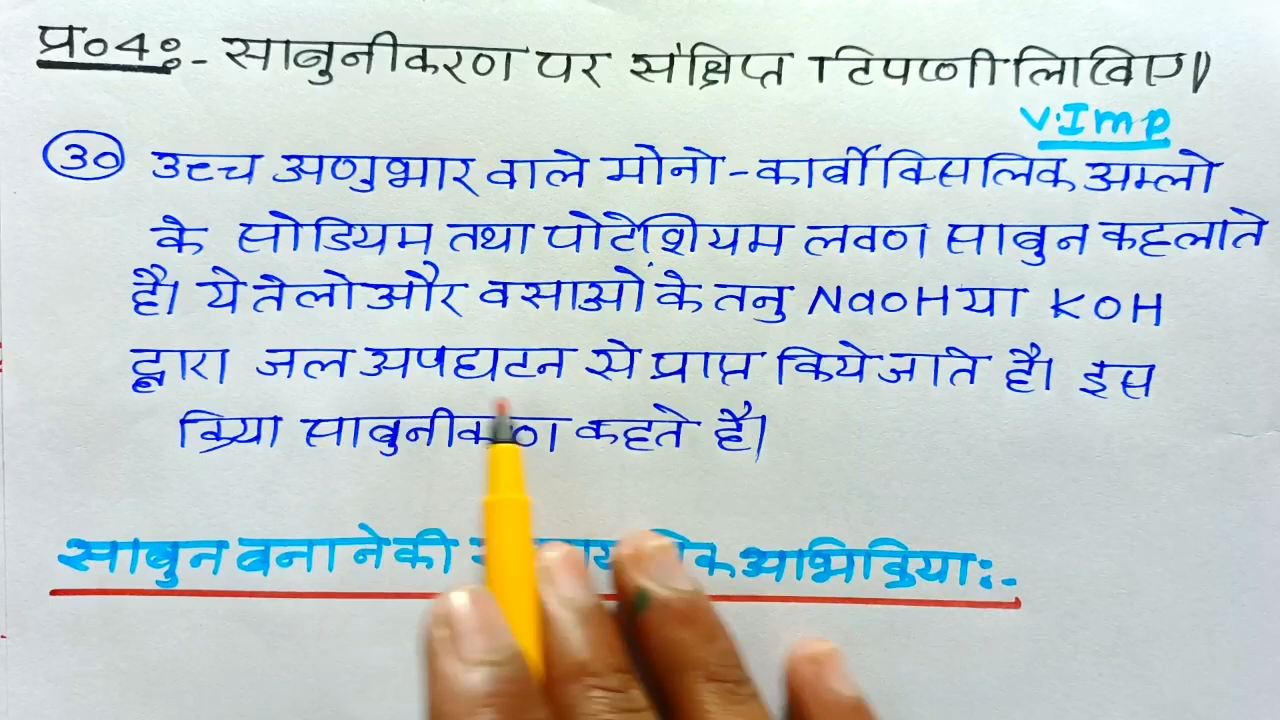 प्र०4ः- साबुनीकरण पर संक्षिप्त टिप्पणी लिखिए।
V.Imp
उ० उच्च अणुभार वाले मोनो-कार्बोक्सिलिक अम्लो
के सोडियम तथा पोटेशियम लवण साबुन कहलाते
है। ये तेलो और वसाओं के तनु NaOH या KOH
द्वारा जल अपघटन से प्राप्त किये जाते है। इस
क्रिया साबुनीकरण कहते है।
साबुन बनाने की अभिक्रिया:-